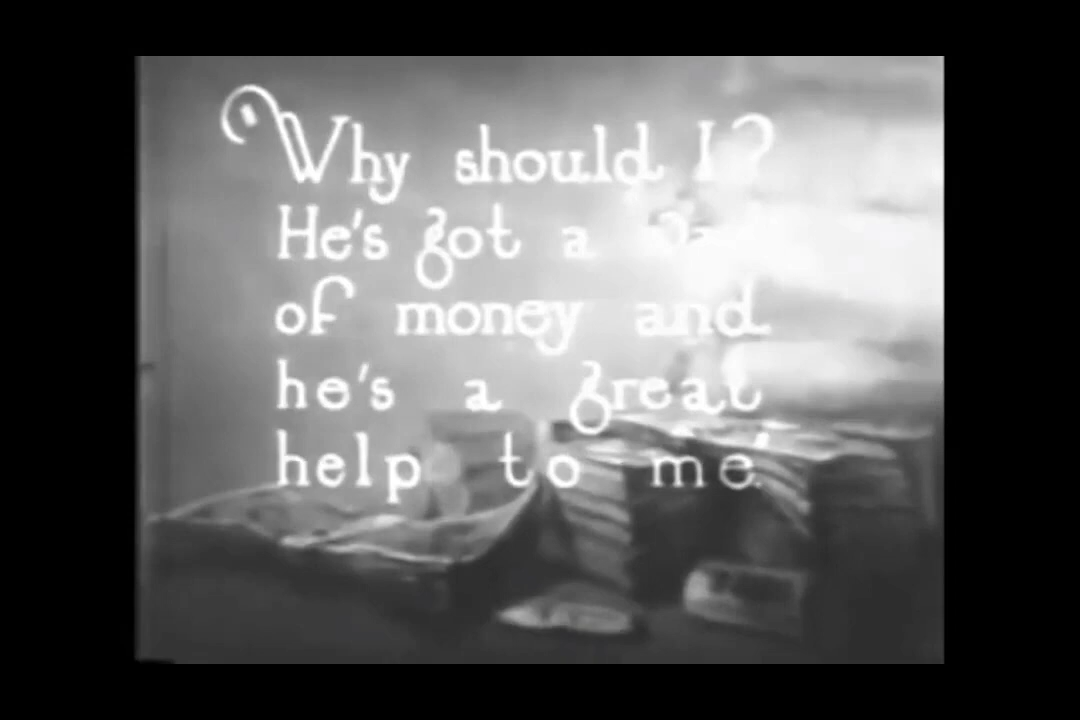 Why should I?
He's got a
of money and
he's a great
help to me.